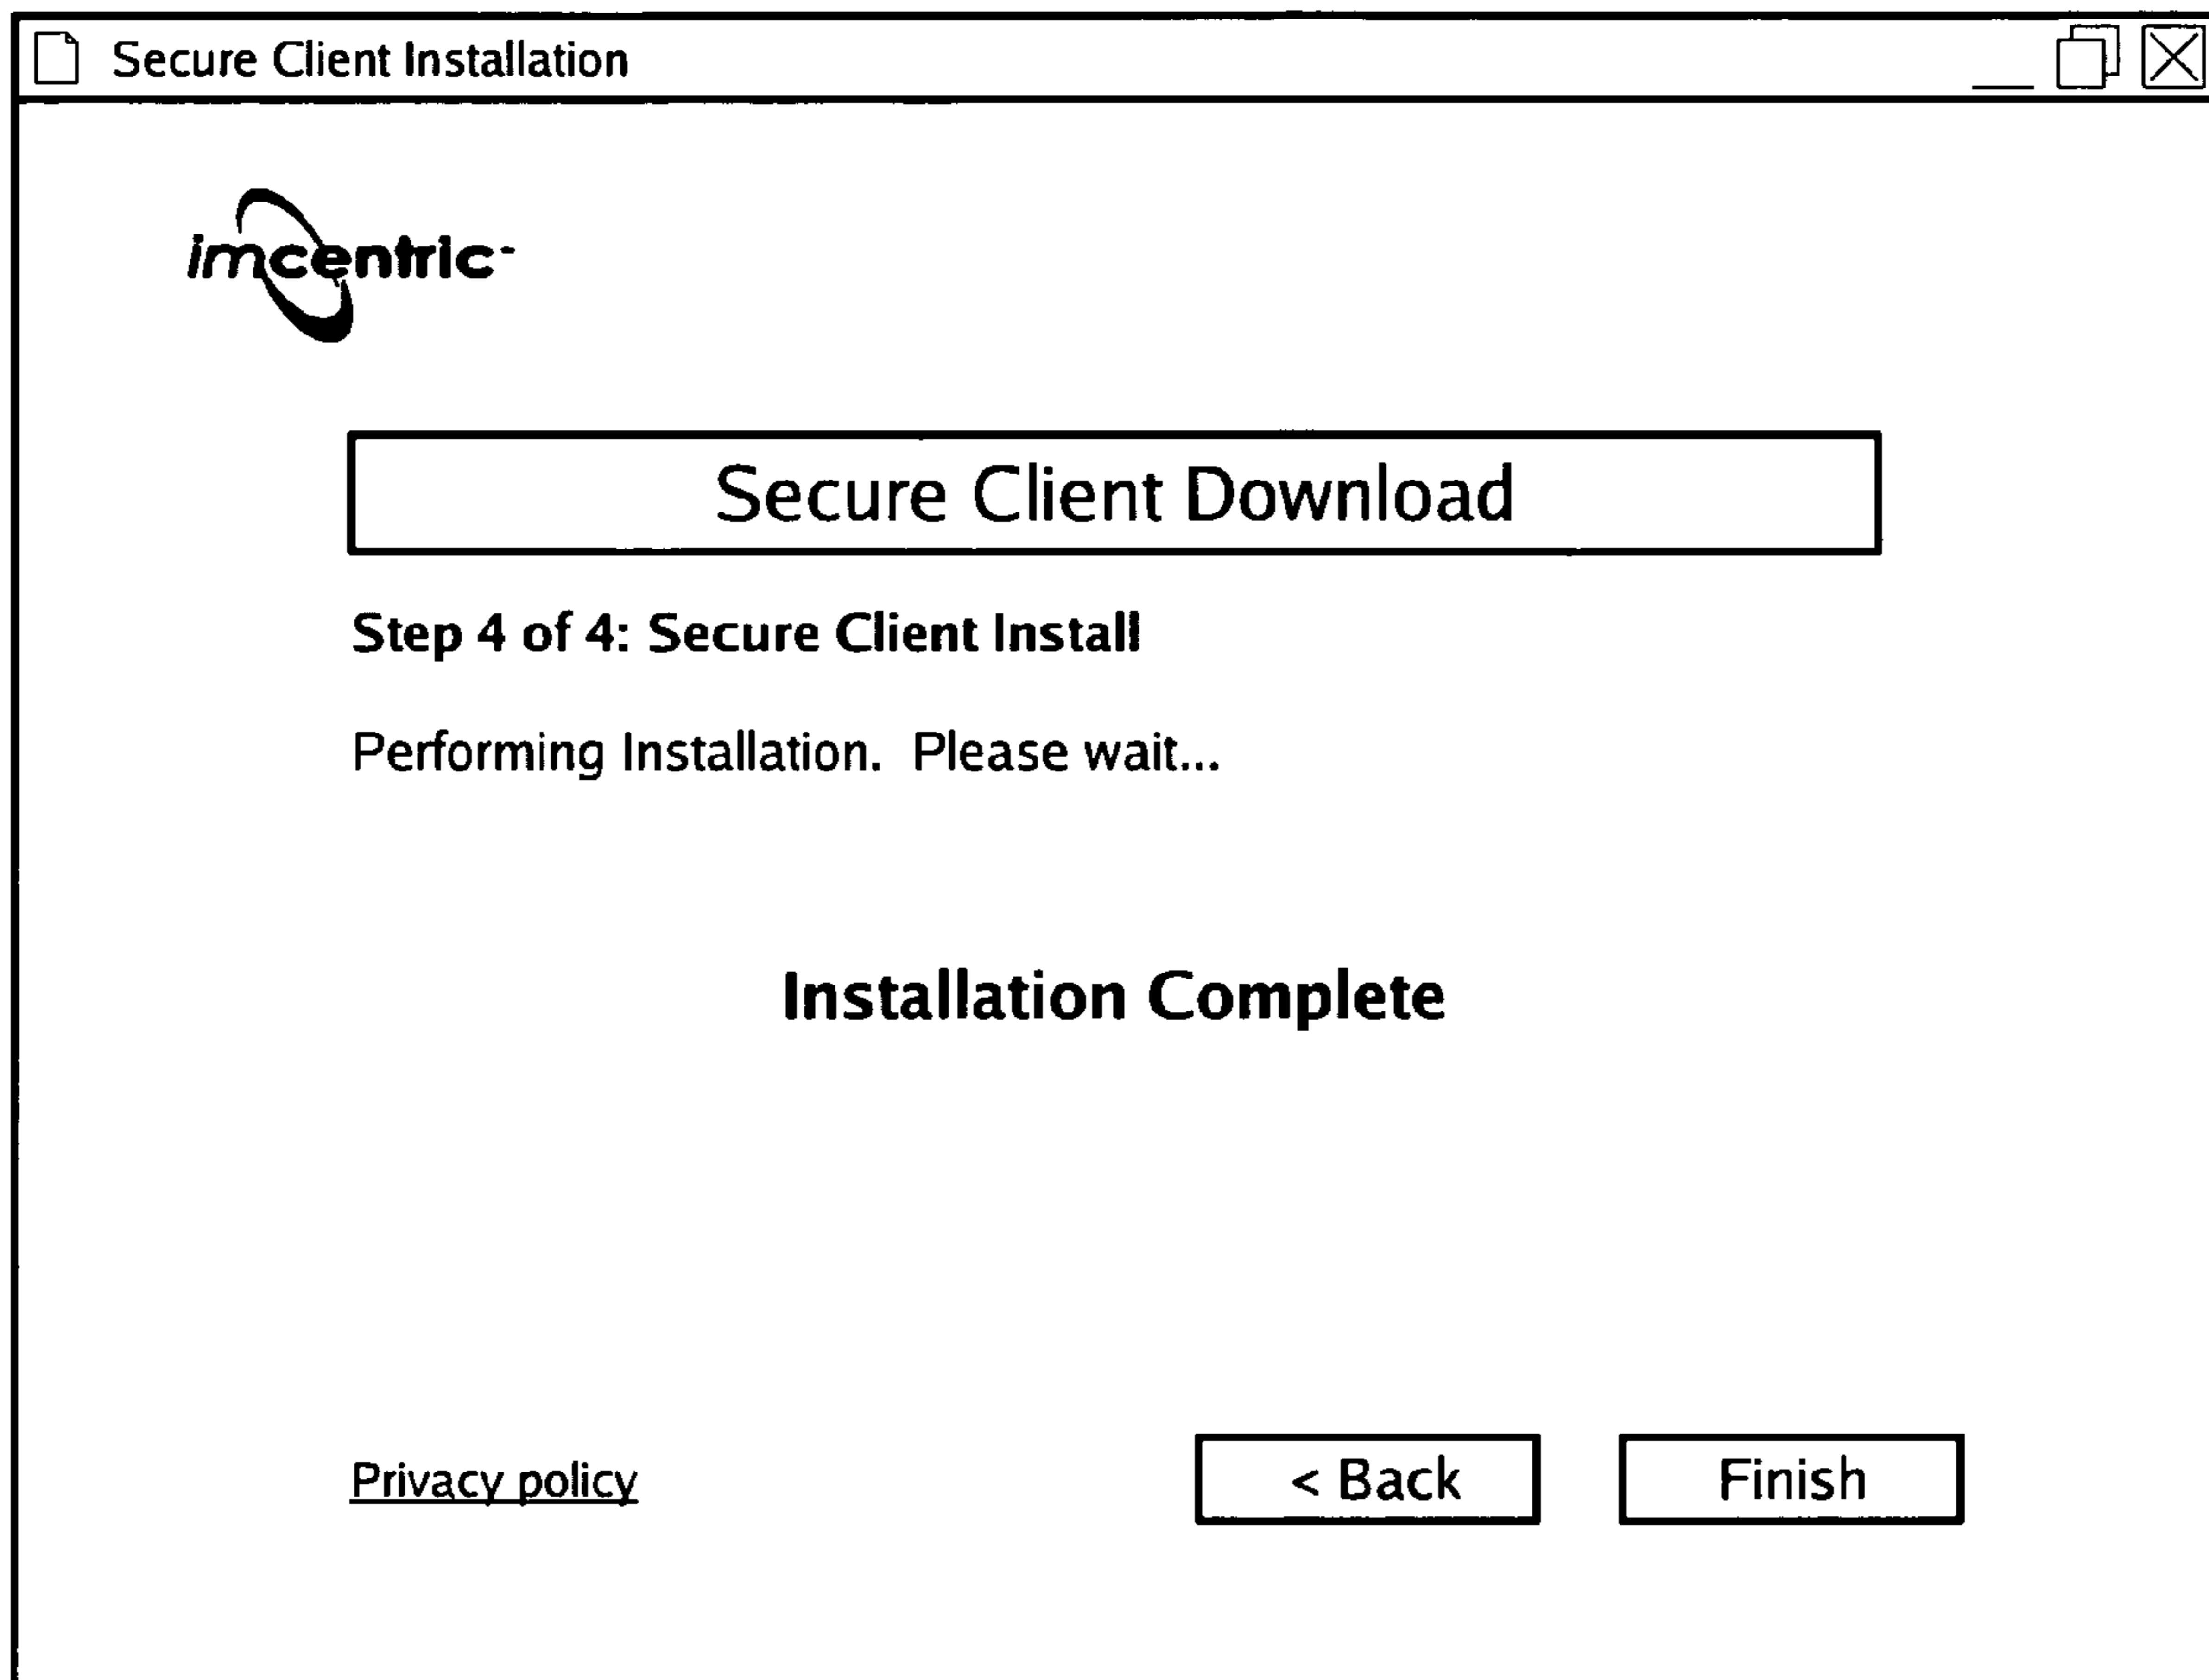 Secure Client Installation
imcentric
Secure Client Download
Step 4 of 4: Secure Client Install
Performing Installation. Please wait...
Installation Complete
Privacy policy
< Back
Finish